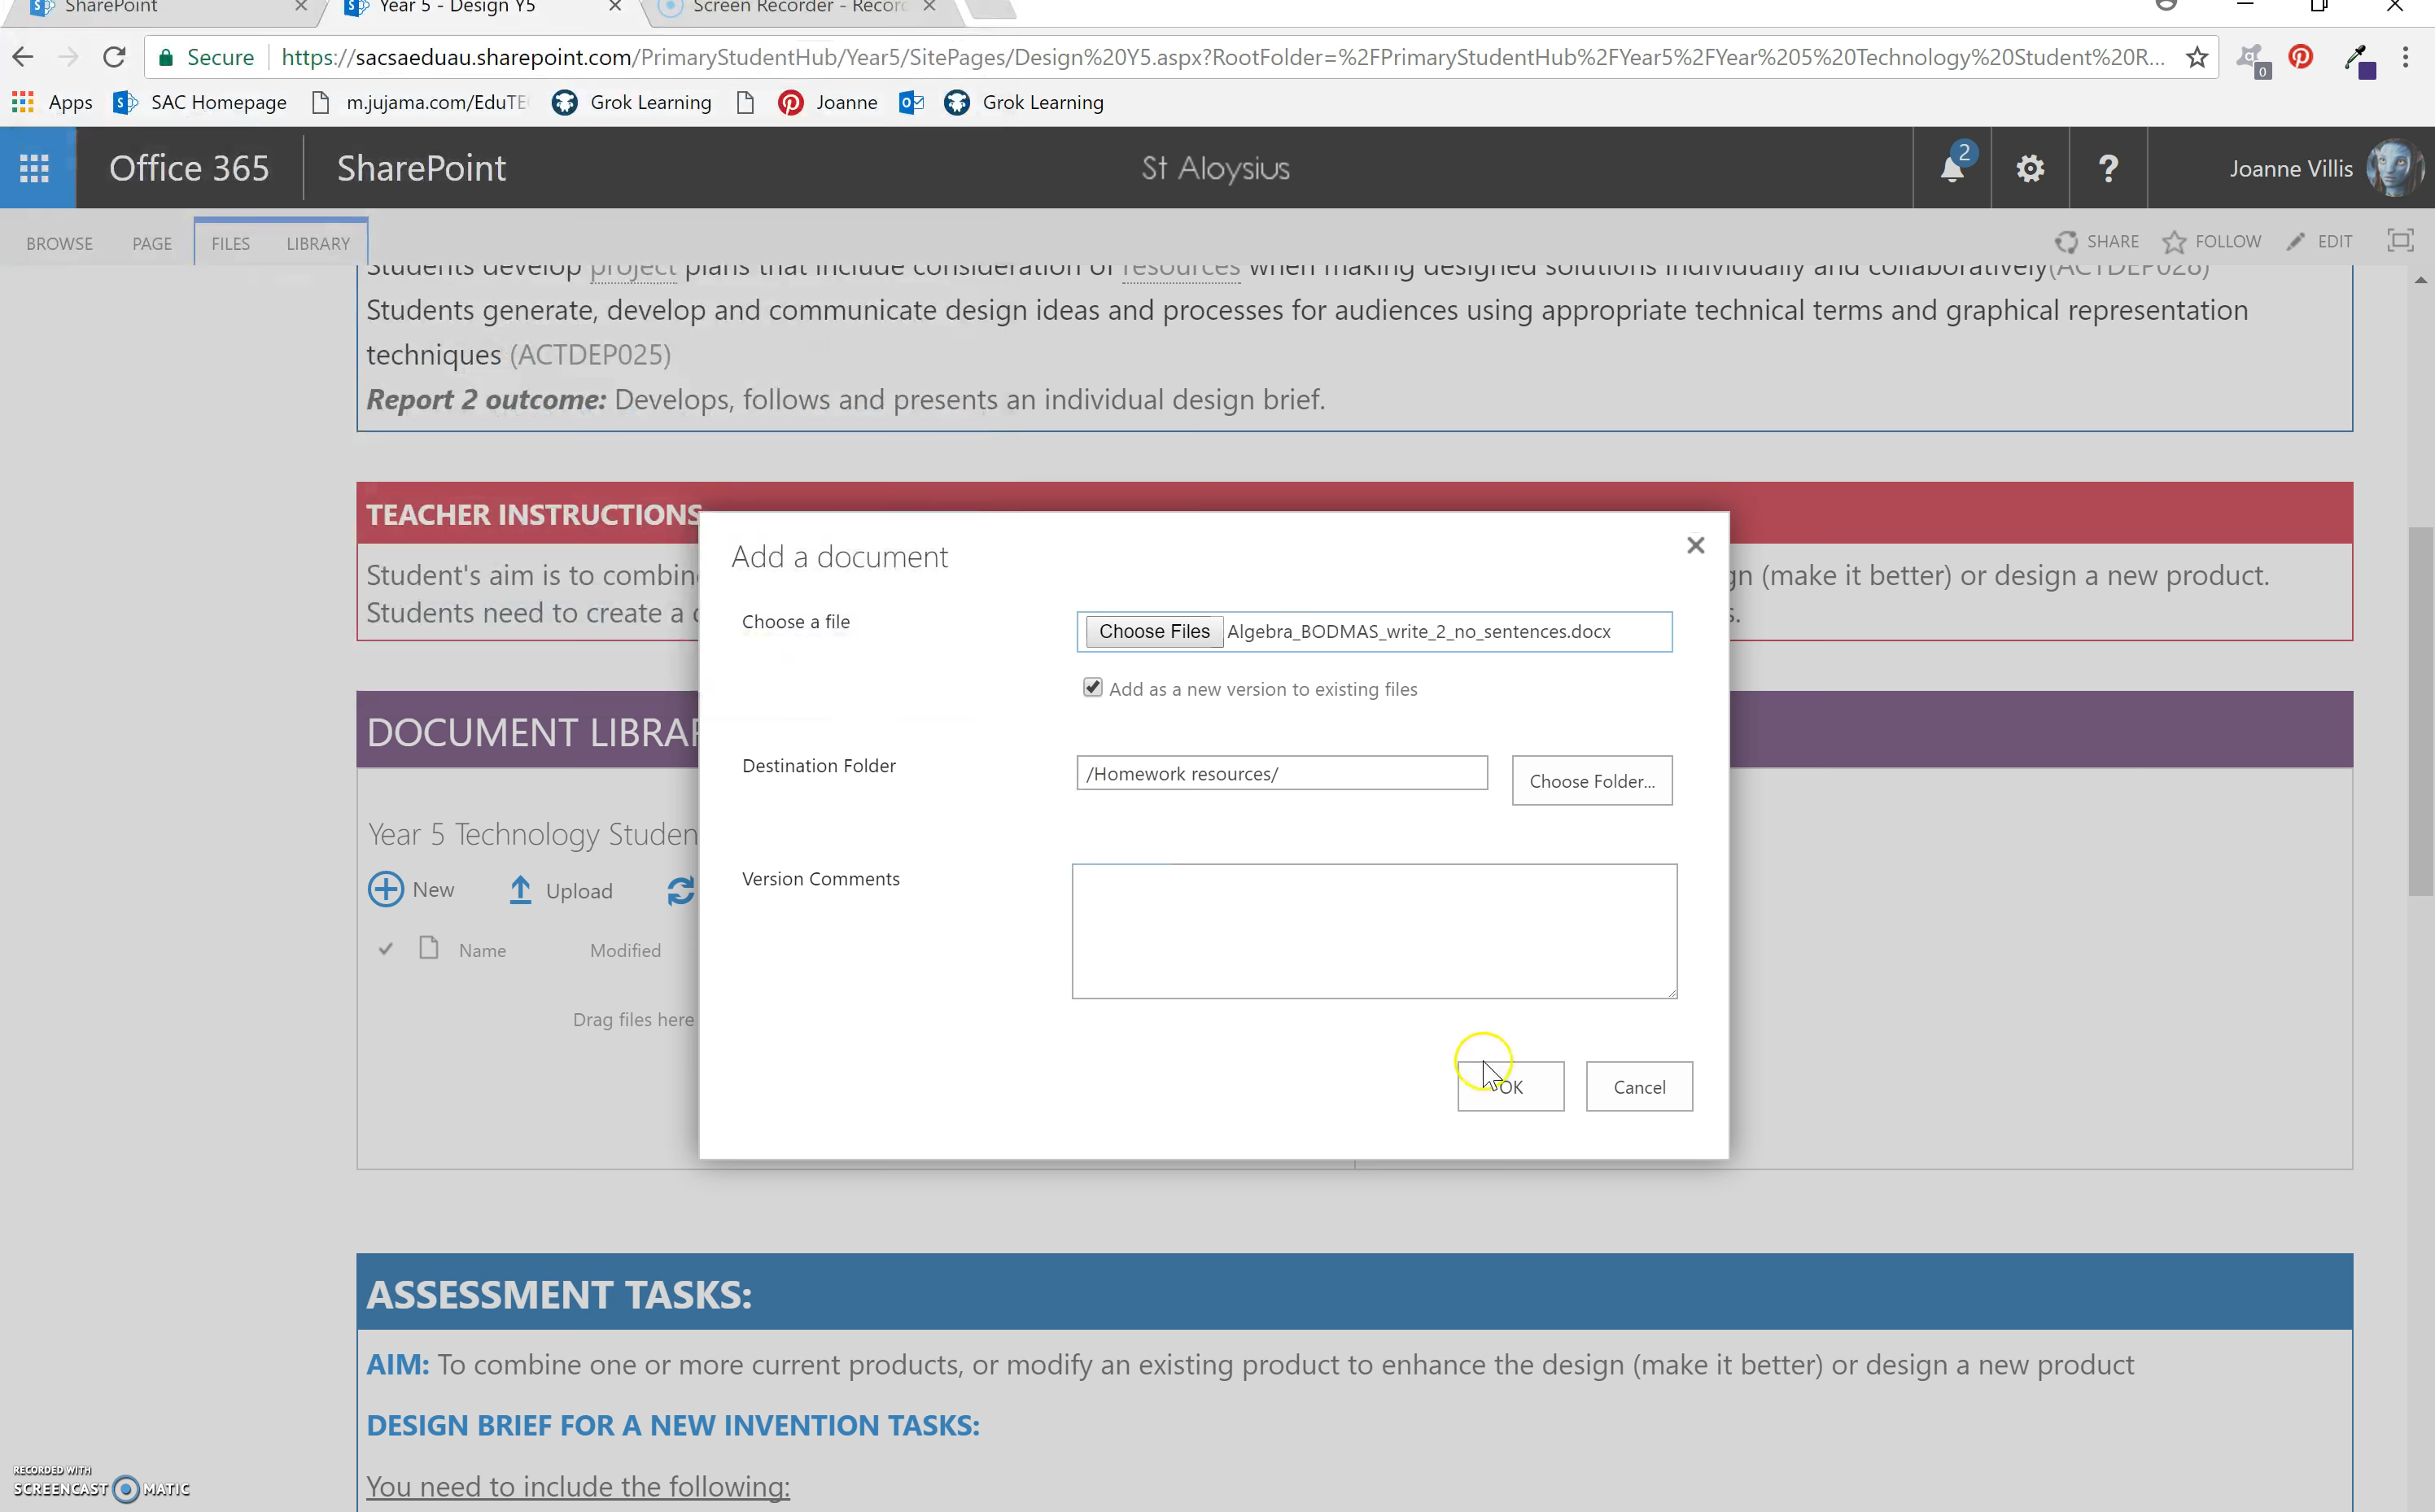 SharePoint
Year 5 - Design Y5
Screen Recorder - Record
Secure
https://sacsaeduau.sharepoint.com/PrimaryStudentHub/Year5/SitePages/Design%20Y5.aspx?RootFolder=%2FPrimaryStudentHub%2FYear5%2FYear%205%20Technology%20Student%20R...
0
Apps
SAC Homepage
m.jujama.com/EduTE
Grok Learning
Joanne
Grok Learning
Office 365
SharePoint
St Aloysius
2
?
Joanne Villis
BROWSE
PAGE
FILES
LIBRARY
SHARE
FOLLOW
EDIT
Students develop project plans that include consideration of resources when making designed solutions individually and collaboratively(ACTDEP028)
Students generate, develop and communicate design ideas and processes for audiences using appropriate technical terms and graphical representation
techniques (ACTDEP025)
Report 2 outcome: Develops, follows and presents an individual design brief.
TEACHER INSTRUCTIONS
Student's aim is to combin
gn (make it better) or design a new product.
Students need to create a
s.
DOCUMENT LIBRAR
Year 5 Technology Studen
New
Upload
Name
Modified
Drag files here
Add a document
Choose a file
Choose Files
Algebra_BODMAS_write_2_no_sentences.docx
Add as a new version to existing files
Destination Folder
/Homework resources/
Choose Folder...
Version Comments
OK
Cancel
ASSESSMENT TASKS:
AIM: To combine one or more current products, or modify an existing product to enhance the design (make it better) or design a new product
DESIGN BRIEF FOR A NEW INVENTION TASKS:
You need to include the following:
RECORDED WITH
SCREENCAST MATIC